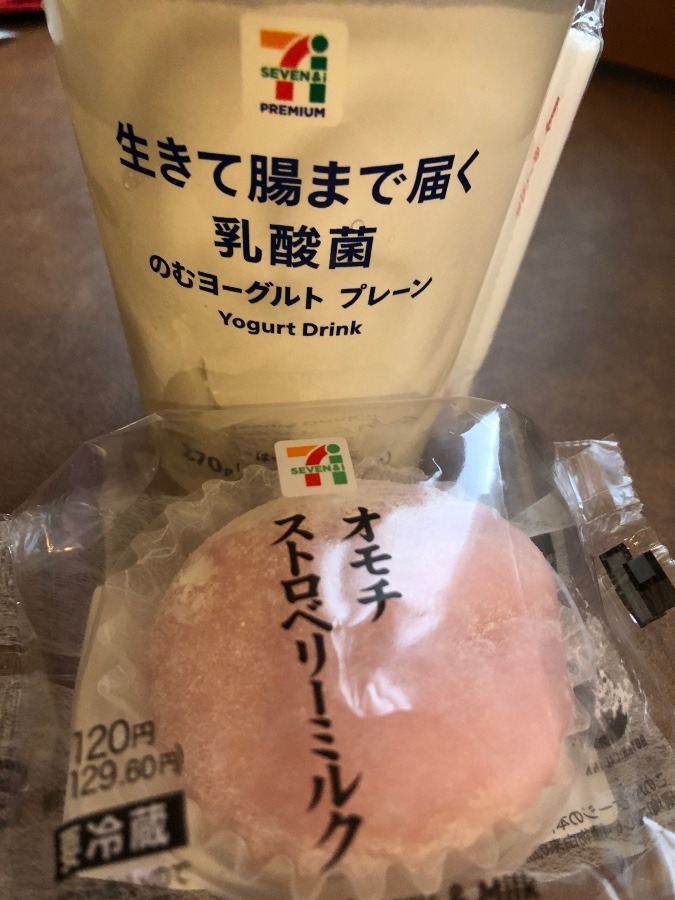 SEVEN&i
PREMIUM
生きて腸まで届く
乳酸菌
のむヨーグルト プレーン
Yogurt Drink
270g
SEVEN&i
オモチ
ストロベリーミルク
120円
129.60円
冷蔵
& Milk